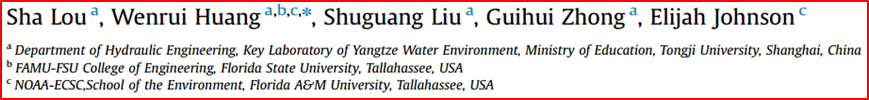 Sha Lou a, Wenrui Huang a,b,c,*, Shuguang Liu a, Guihui Zhong a, Elijah Johnson c
a Department of Hydraulic Engineering, Key Laboratory of Yangtze Water Environment, Ministry of Education, Tongji University, Shanghai, China
b FAMU-FSU College of Engineering, Florida State University, Tallahassee, USA
c NOAA-ECSC,School of the Environment, Florida A&M University, Tallahassee, USA